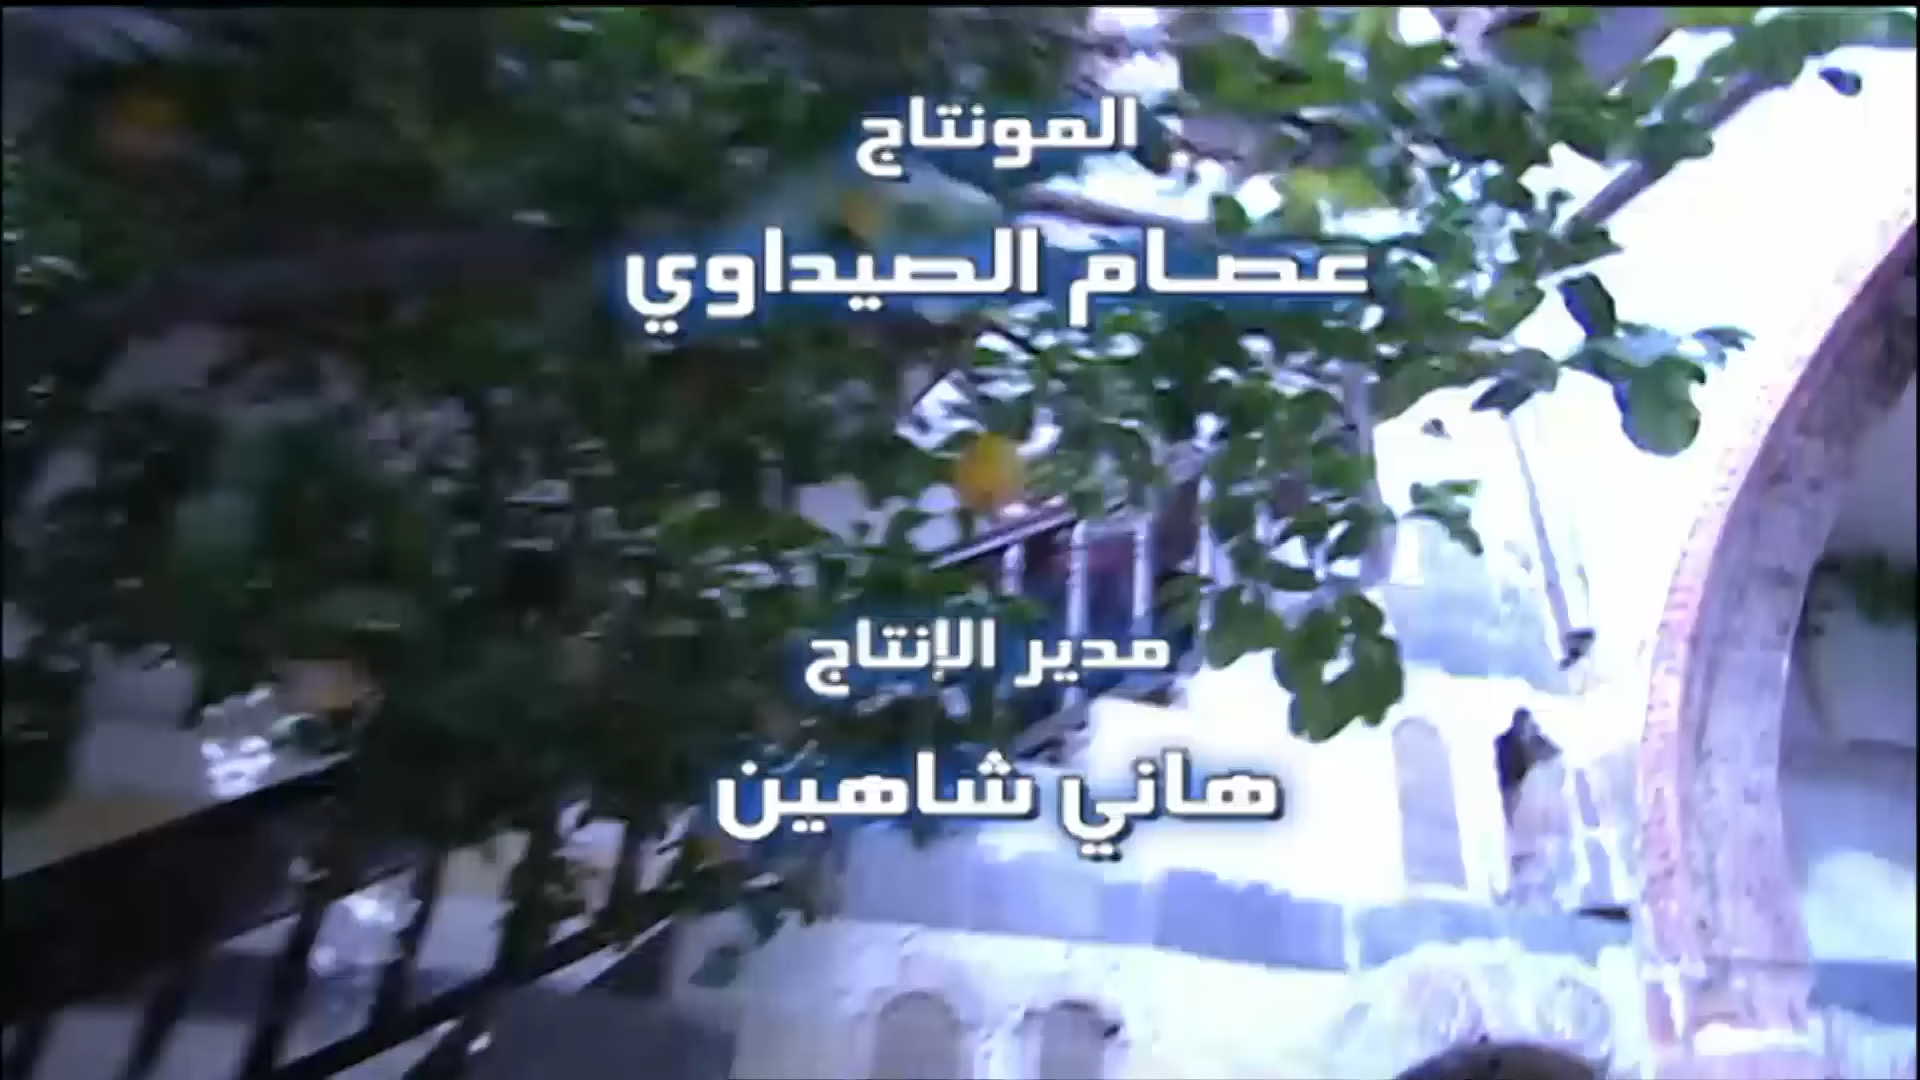 المونتاج
عصام الصيداوي
مدير الإنتاج
هاني شاهين